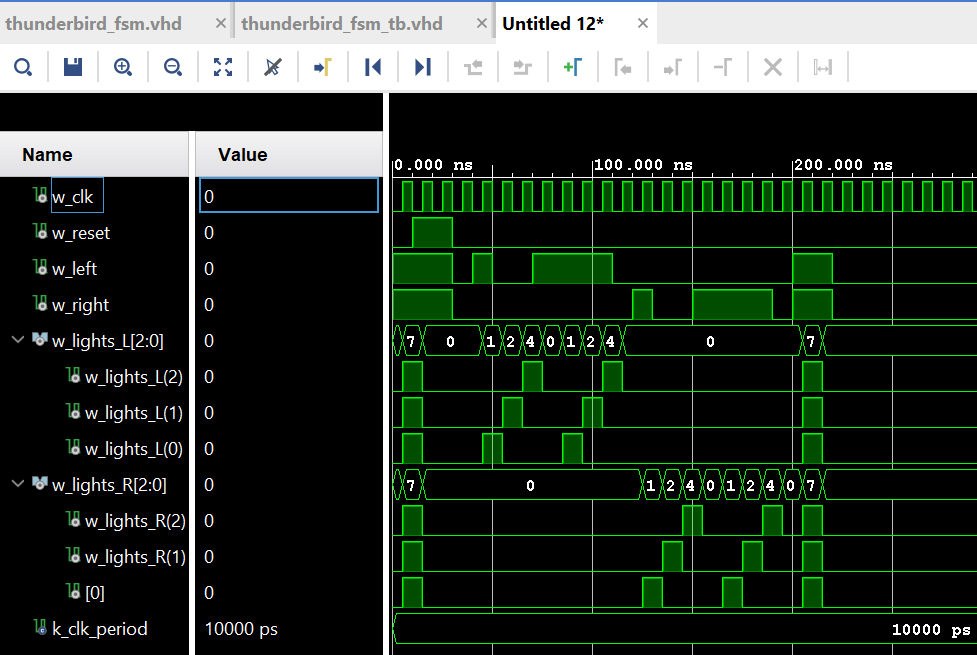 thunderbird_fsm.vhd × thunderbird_fsm_tb.vhd × Untitled 12* ×
Name Value
0.000 ns 100.000 ns 200.000 ns
w_clk 0
w_reset 0
w_left 0
w_right 0
w_lights_L[2:0] 0 7 0 1 2 4 0 1 2 4 0 7
w_lights_L(2) 0
w_lights_L(1) 0
w_lights_L(0) 0
w_lights_R[2:0] 0 7 0 1 2 4 0 1 2 4 0 7
w_lights_R(2) 0
w_lights_R(1) 0
[0] 0
k_clk_period 10000 ps 10000 ps